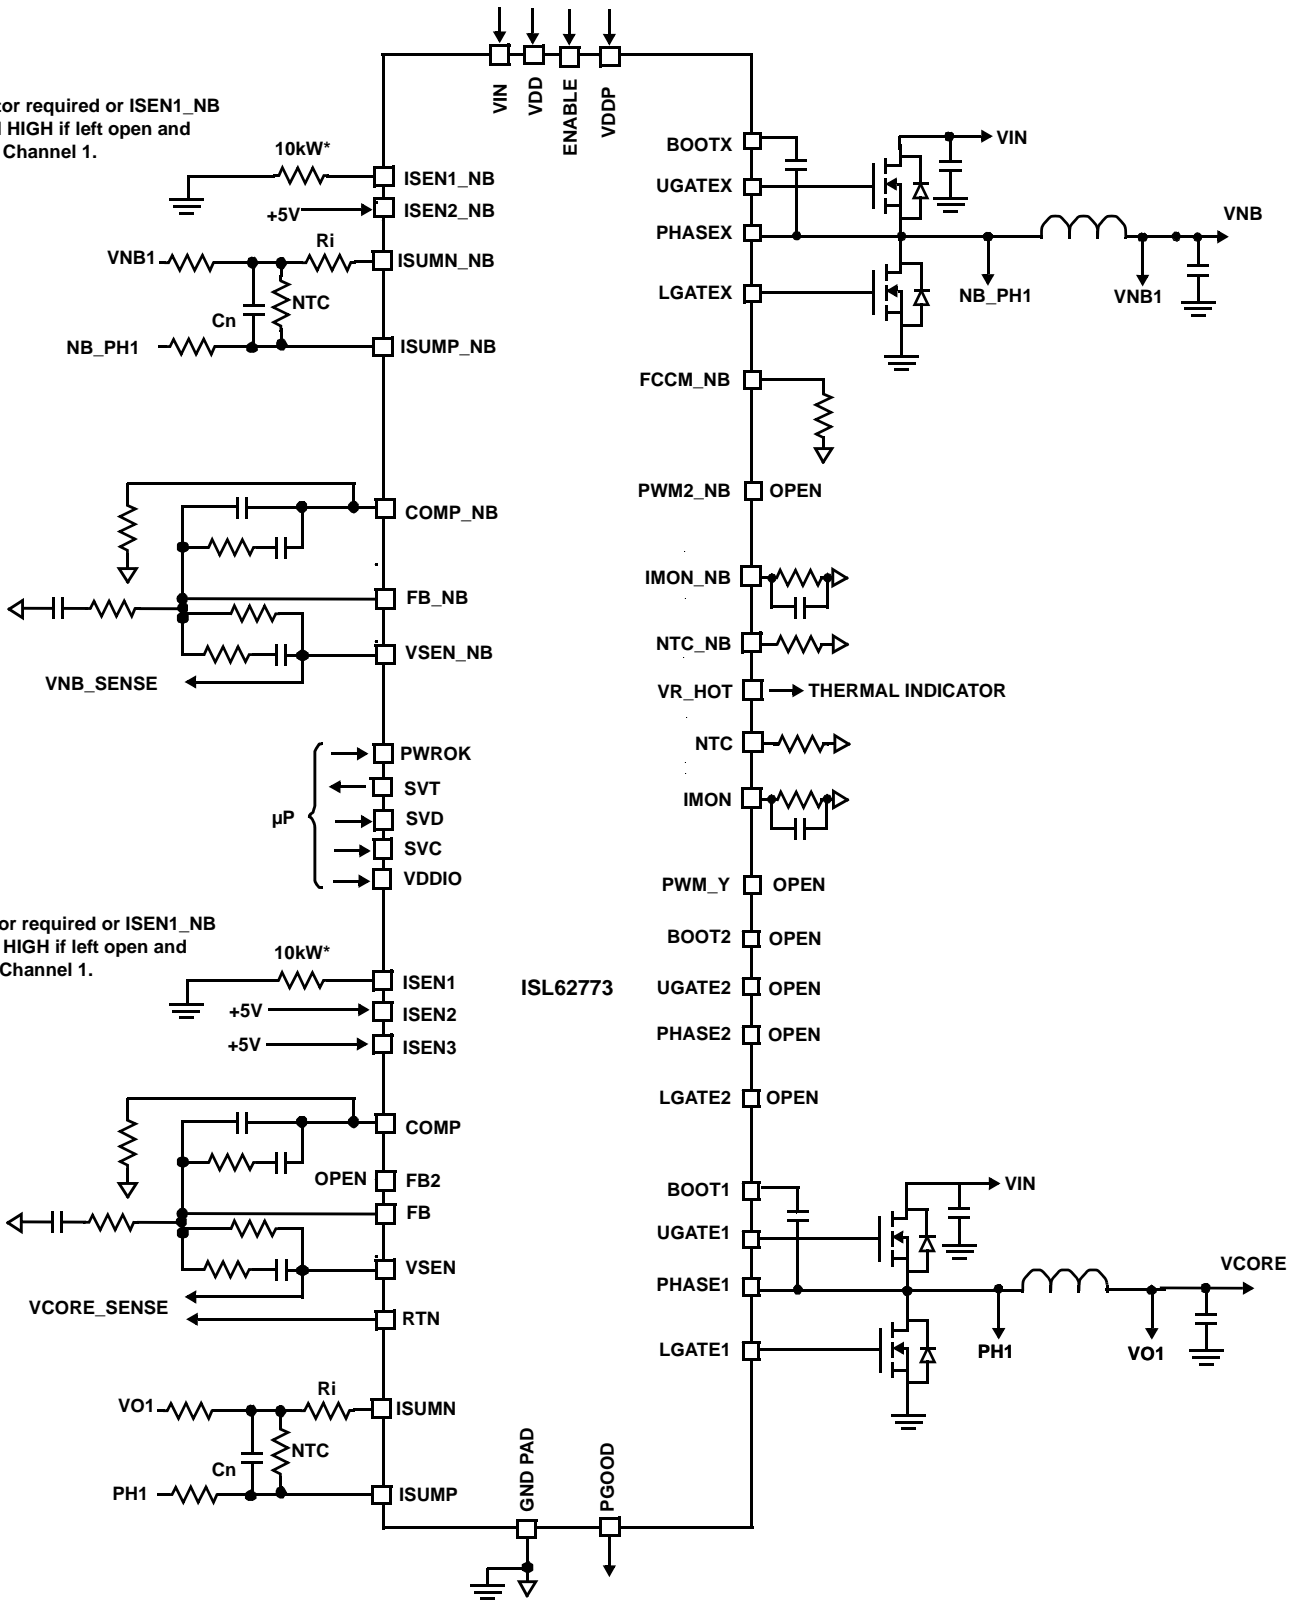 VIN
VDD
ENABLE
VDDP
or required or ISEN1_NB
HIGH if left open and
Channel 1.
10kW*
ISEN1_NB
+5V
ISEN2_NB
VNB1
Ri
ISUMN_NB
NTC
Cn
NB_PH1
ISUMP_NB
BOOTX
VIN
UGATEX
PHASEX
VNB
LGATEX
NB_PH1
VNB1
FCCM_NB
COMP_NB
PWM2_NB
OPEN
IMON_NB
FB_NB
NTC_NB
VSEN_NB
VNB_SENSE
VR_HOT
THERMAL INDICATOR
NTC
PWROK
SVT
IMON
µP
SVD
SVC
VDDIO
PWM_Y
OPEN
or required or ISEN1_NB
HIGH if left open and
Channel 1.
BOOT2
OPEN
10kW*
ISEN1
ISL62773
UGATE2
OPEN
+5V
ISEN2
PHASE2
OPEN
+5V
ISEN3
LGATE2
OPEN
COMP
OPEN
FB2
BOOT1
VIN
FB
UGATE1
VSEN
PHASE1
VCORE
VCORE_SENSE
RTN
LGATE1
PH1
VO1
VO1
Ri
ISUMN
NTC
Cn
PH1
ISUMP
GND PAD
PGOOD